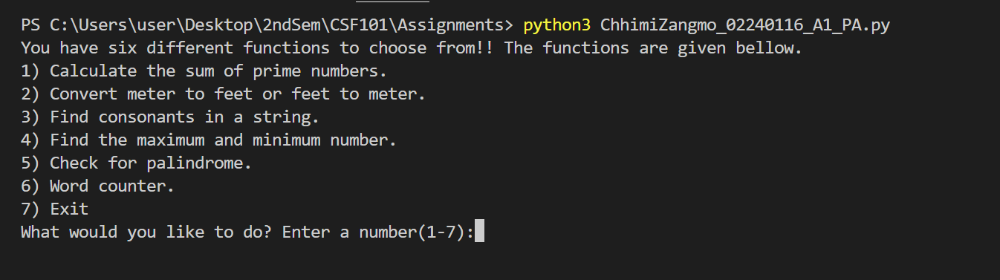 PS C:\Users\user\Desktop\2ndSem\CSF101\Assignments> python3 ChhimiZangmo_02240116_A1_PA.py
You have six different functions to choose from!! The functions are given bellow.
1) Calculate the sum of prime numbers.
2) Convert meter to feet or feet to meter.
3) Find consonants in a string.
4) Find the maximum and minimum number.
5) Check for palindrome.
6) Word counter.
7) Exit
What would you like to do? Enter a number(1-7):